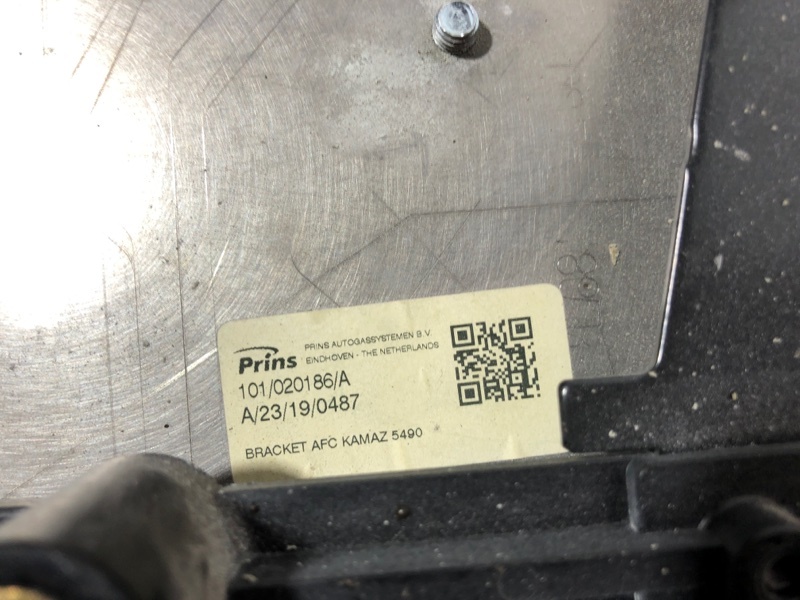 Prins
PRINS AUTOGASSYSTEMEN B.V.
EINDHOVEN - THE NETHERLANDS
101/020186/A
A/23/19/0487
BRACKET AFC KAMAZ 5490